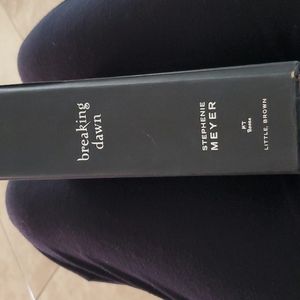 breaking
dawn
STEPHENIE
MEYER
LITTLE, BROWN